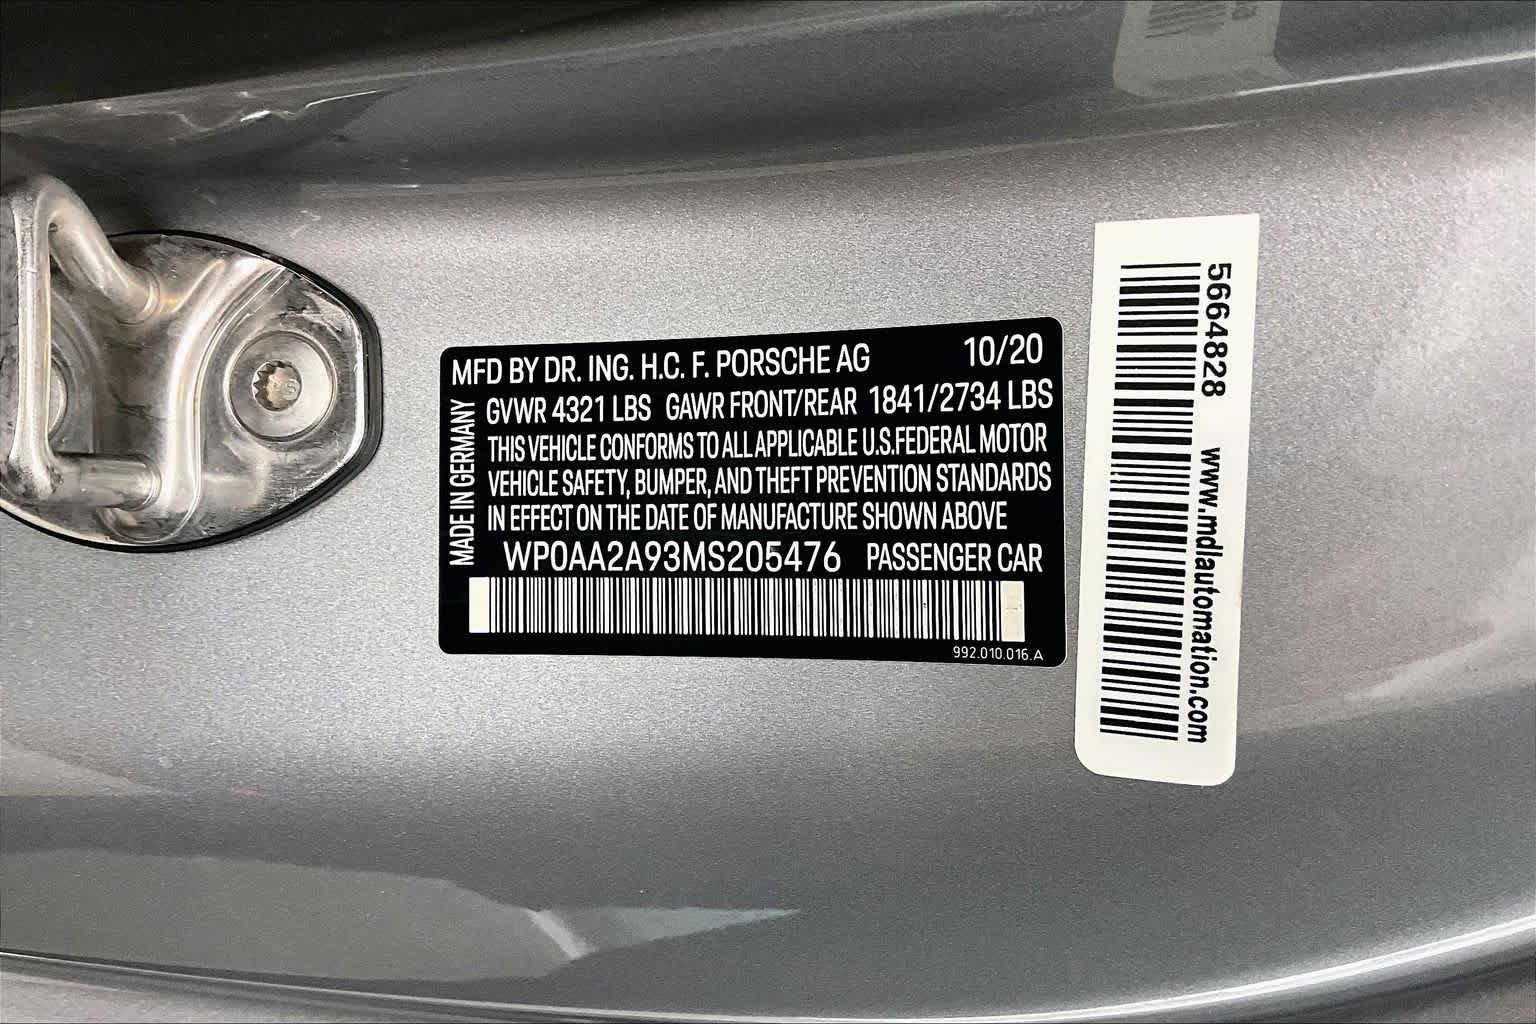 MFD BY DR. ING. H.C. F. PORSCHE AG 10/20
GVWR 4321 LBS GAWR FRONT/REAR 1841/2734 LBS
THIS VEHICLE CONFORMS TO ALL APPLICABLE U.S.FEDERAL MOTOR
VEHICLE SAFETY, BUMPER, AND THEFT PREVENTION STANDARDS
IN EFFECT ON THE DATE OF MANUFACTURE SHOWN ABOVE
WP0AA2A93MS205476 PASSENGER CAR
992.010.016.A
MADE IN GERMANY
5664828 www.mdlautomation.com